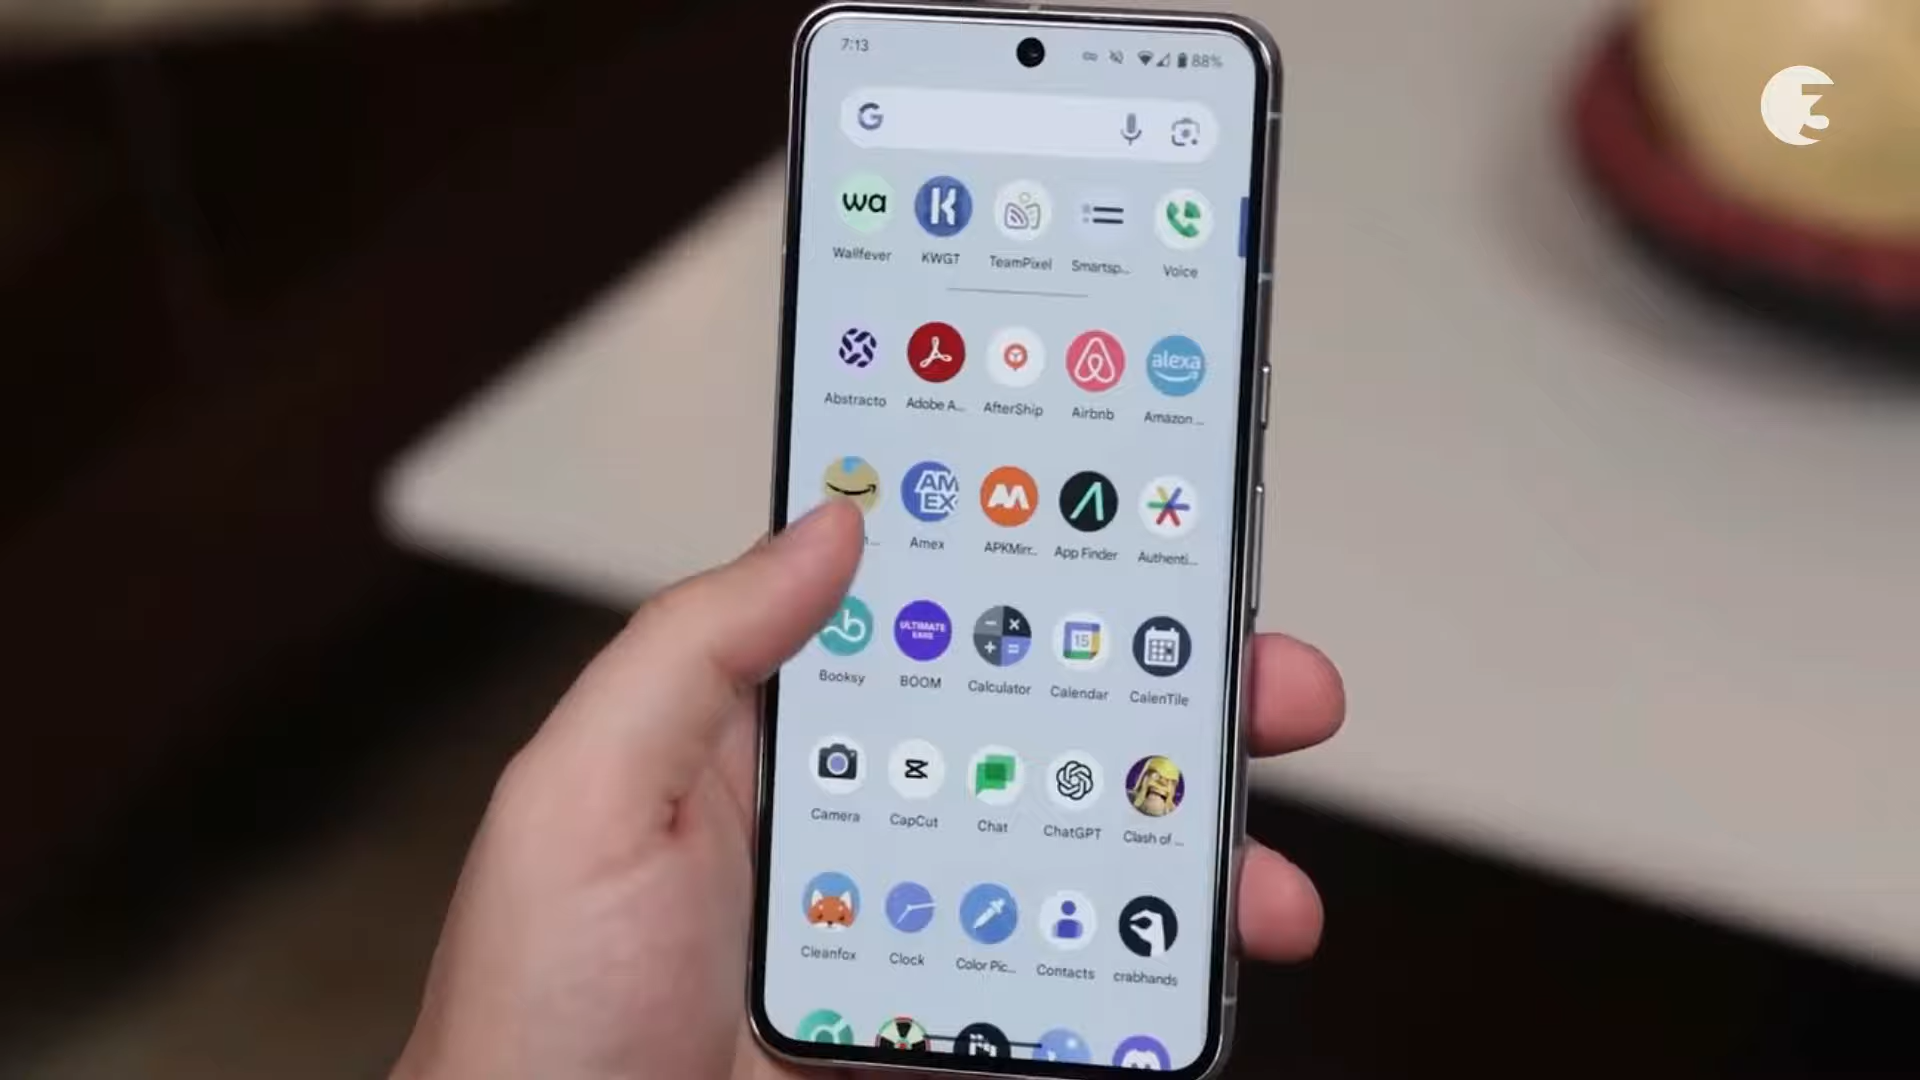 7:13 88%
G
wa
Wallfever KWGT TeamPixel Smartsp... Voice
alexa
Abstracto Adobe A... AfterShip Airbnb Amazon ...
AM
EX
Amex APKMirr... App Finder Authenti...
ULTIMATE
15
Booksy BOOM Calculator Calendar CalenTile
Camera CapCut Chat ChatGPT Clash of ...
Cleanfox Clock Color Pic... Contacts crabhands